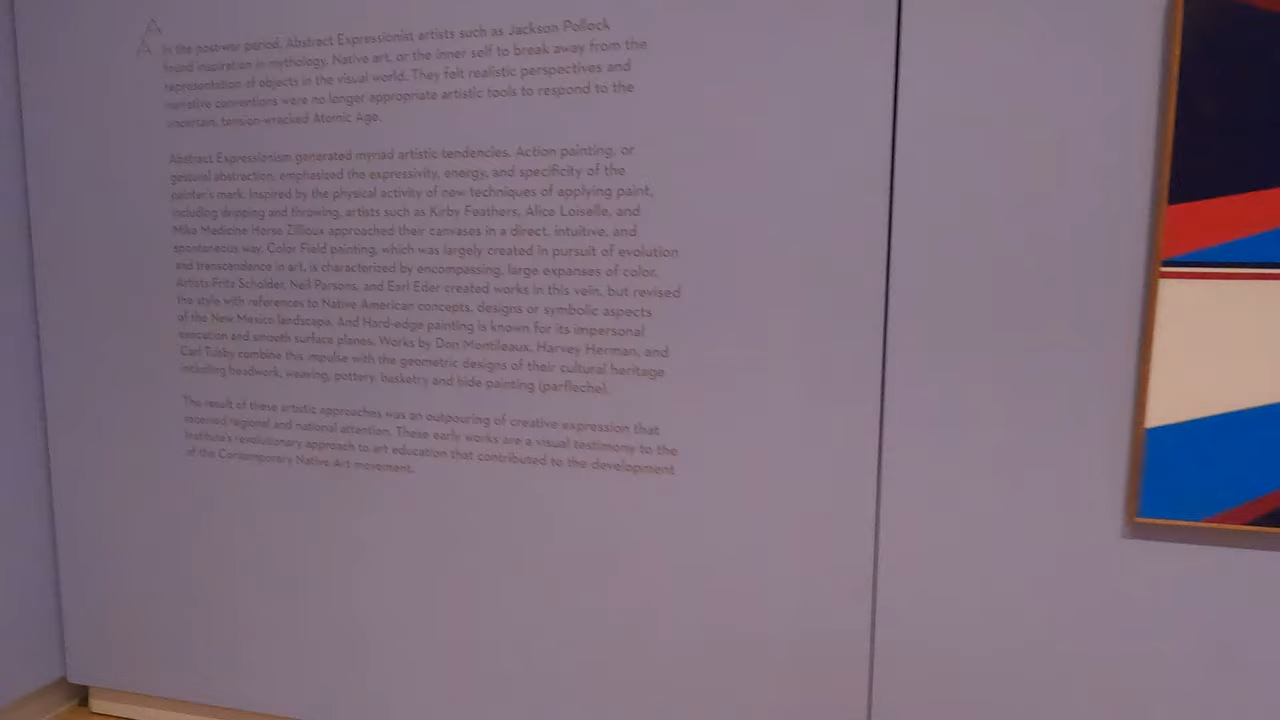 In the post-war period, Abstract Expressionist artists such as Jackson Pollock
found inspiration in mythology, Native art, or the inner self to break away from the
representation of objects in the visual world. They felt realistic perspectives and
narrative conventions were no longer appropriate artistic tools to respond to the
uncertain, tension-wracked Atomic Age.
Abstract Expressionism generated myriad artistic tendencies. Action painting, or
gestural abstraction, emphasized the expressivity, energy, and specificity of the
painter's mark. Inspired by the physical activity of new techniques of applying paint,
including dripping and throwing, artists such as Kirby Feathers, Alice Loiselle, and
Mike Medicine Horse Zillioux approached their canvases in a direct, intuitive, and
spontaneous way. Color Field painting, which was largely created in pursuit of evolution
and transcendence in art, is characterized by encompassing, large expanses of color.
Artists Fritz Scholder, Neil Parsons, and Earl Eder created works in this vein, but revised
the style with references to Native American concepts, designs or symbolic aspects
of the New Mexico landscape. And Hard-edge painting is known for its impersonal
execution and smooth surface planes. Works by Don Montileaux, Harvey Herman, and
Carl Tubby combine this impulse with the geometric designs of their cultural heritage
including beadwork, weaving, pottery, basketry and hide painting (parfleche).
The result of these artistic approaches was an outpouring of creative expression that
received regional and national attention. These early works are a visual testimony to the
Institute's revolutionary approach to art education that contributed to the development
of the Contemporary Native Art movement.